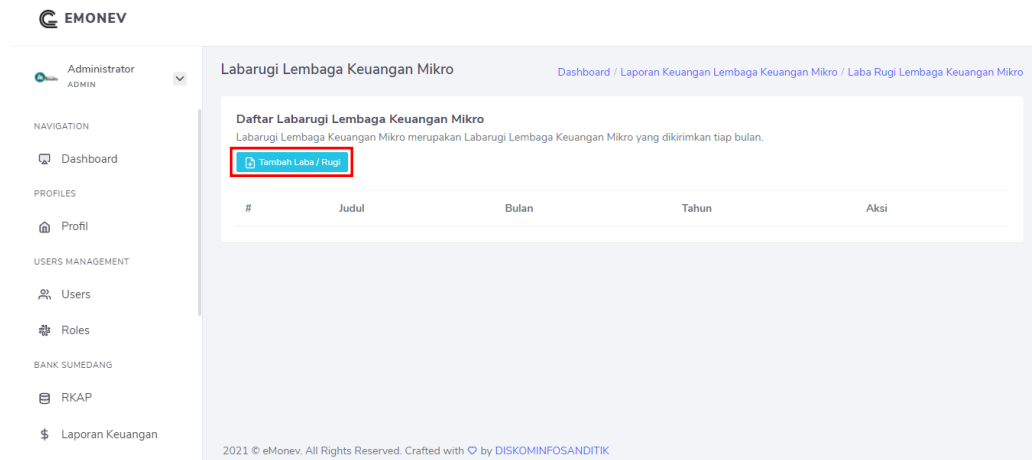 EMONEV
Administrator
ADMIN
NAVIGATION
Dashboard
PROFILES
Profil
USERS MANAGEMENT
Users
Roles
BANK SUMEDANG
RKAP
Laporan Keuangan
Labarugi Lembaga Keuangan Mikro
Dashboard / Laporan Keuangan Lembaga Keuangan Mikro / Laba Rugi Lembaga Keuangan Mikro
Daftar Labarugi Lembaga Keuangan Mikro
Labarugi Lembaga Keuangan Mikro merupakan Labarugi Lembaga Keuangan Mikro yang dikirimkan tiap bulan.
Tambah Laba / Rugi
# Judul Bulan Tahun Aksi
2021 © eMonev. All Rights Reserved. Crafted with ♡ by DISKOMINFOSANDITIK